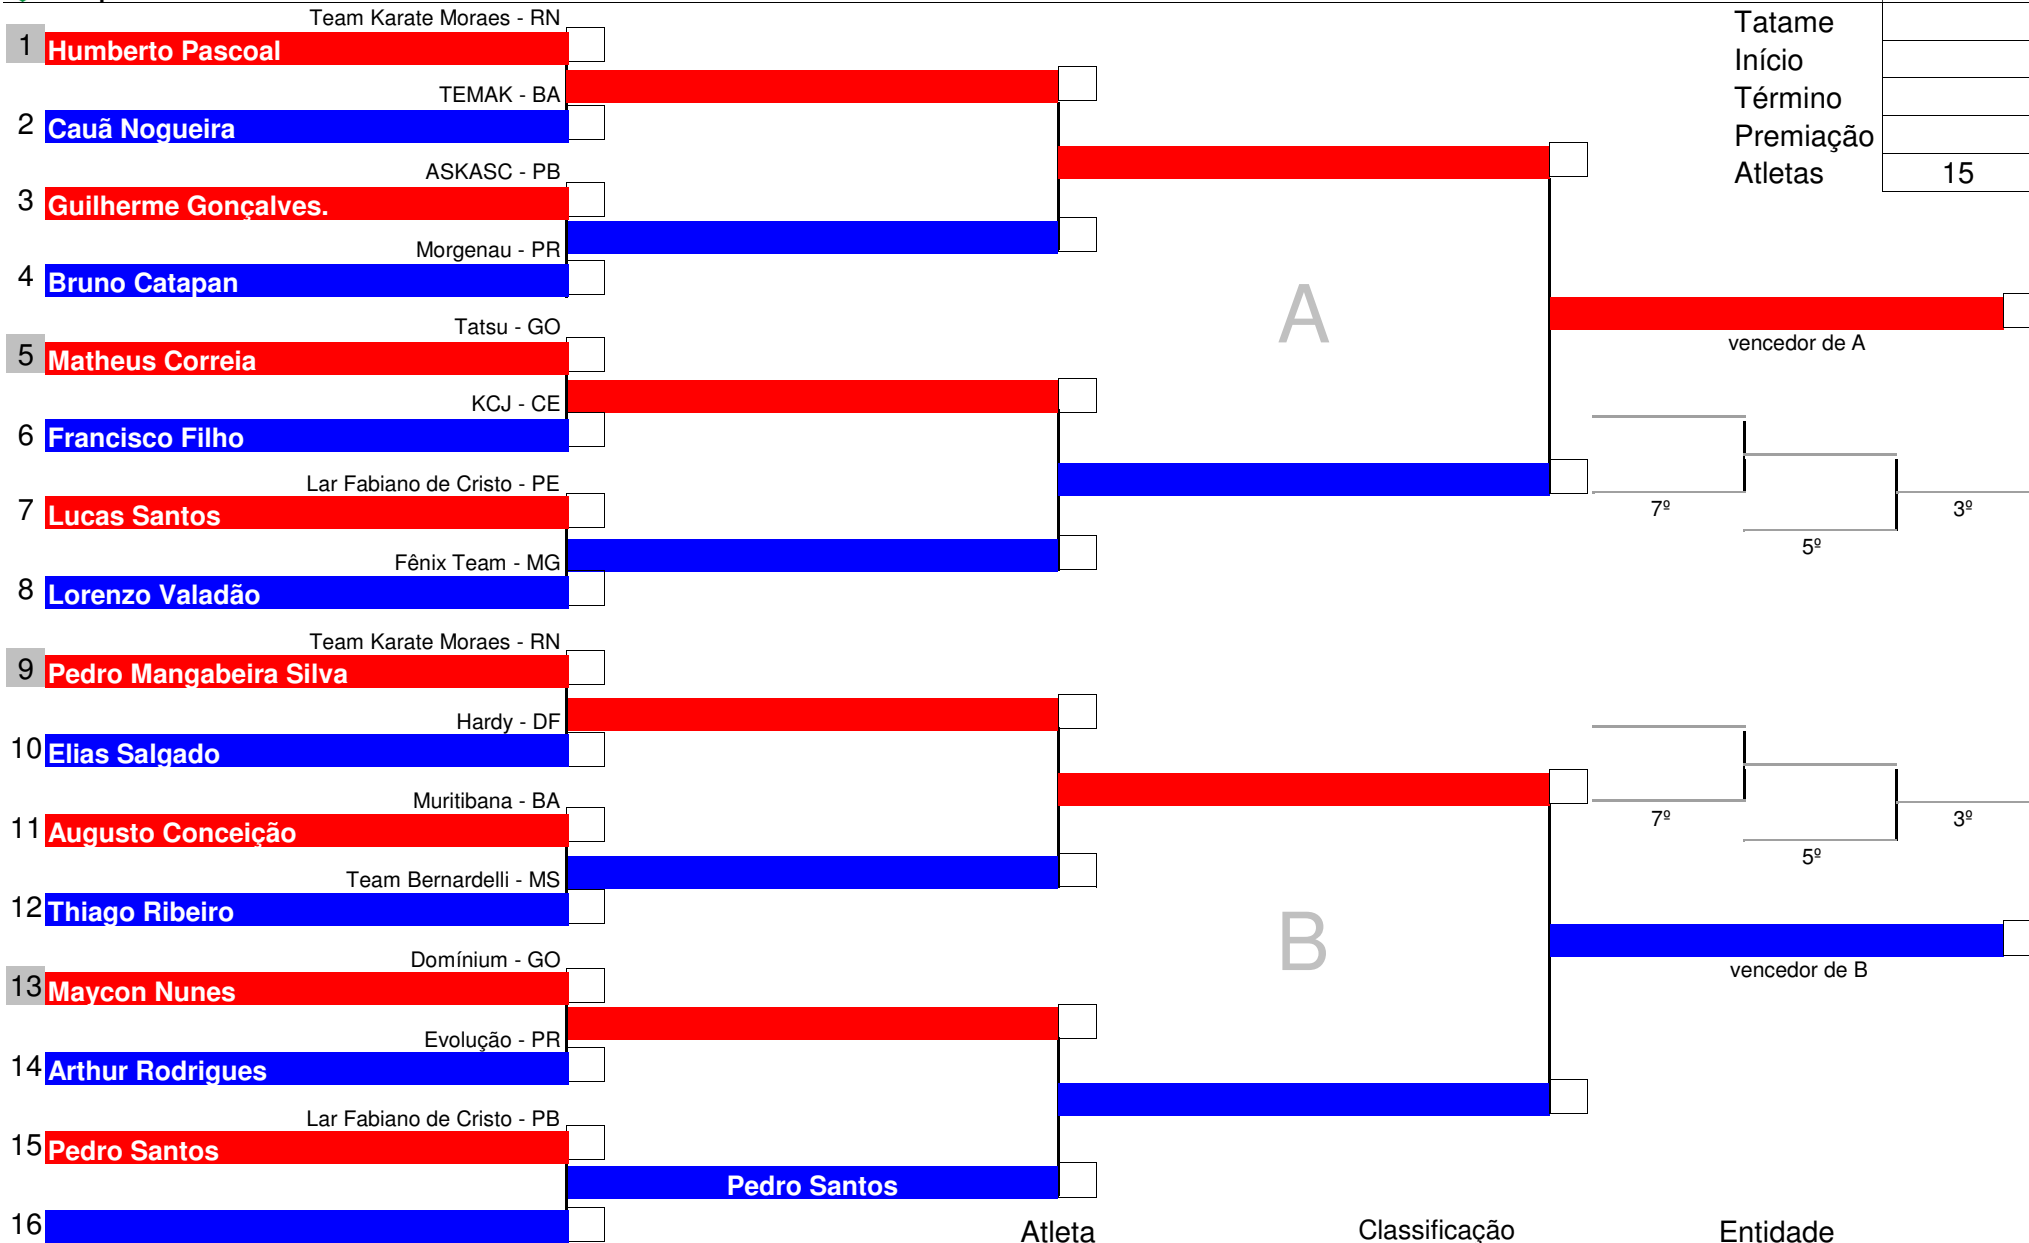 Team Karate Moraes - RN
1 Humberto Pascoal
TEMAK - BA
2 Cauã Nogueira
ASKASC - PB
3 Guilherme Gonçalves.
Morgenau - PR
4 Bruno Catapan
Tatsu - GO
5 Matheus Correia
KCJ - CE
6 Francisco Filho
Lar Fabiano de Cristo - PE
7 Lucas Santos
Fênix Team - MG
8 Lorenzo Valadão
Team Karate Moraes - RN
9 Pedro Mangabeira Silva
Hardy - DF
10 Elias Salgado
Muritibana - BA
11 Augusto Conceição
Team Bernardelli - MS
12 Thiago Ribeiro
Domínium - GO
13 Maycon Nunes
Evolução - PR
14 Arthur Rodrigues
Lar Fabiano de Cristo - PB
15 Pedro Santos
16
Pedro Santos
A
B
Tatame
Início
Término
Premiação
Atletas 15
vencedor de A
7º
5º
3º
7º
5º
3º
vencedor de B
Atleta Classificação Entidade